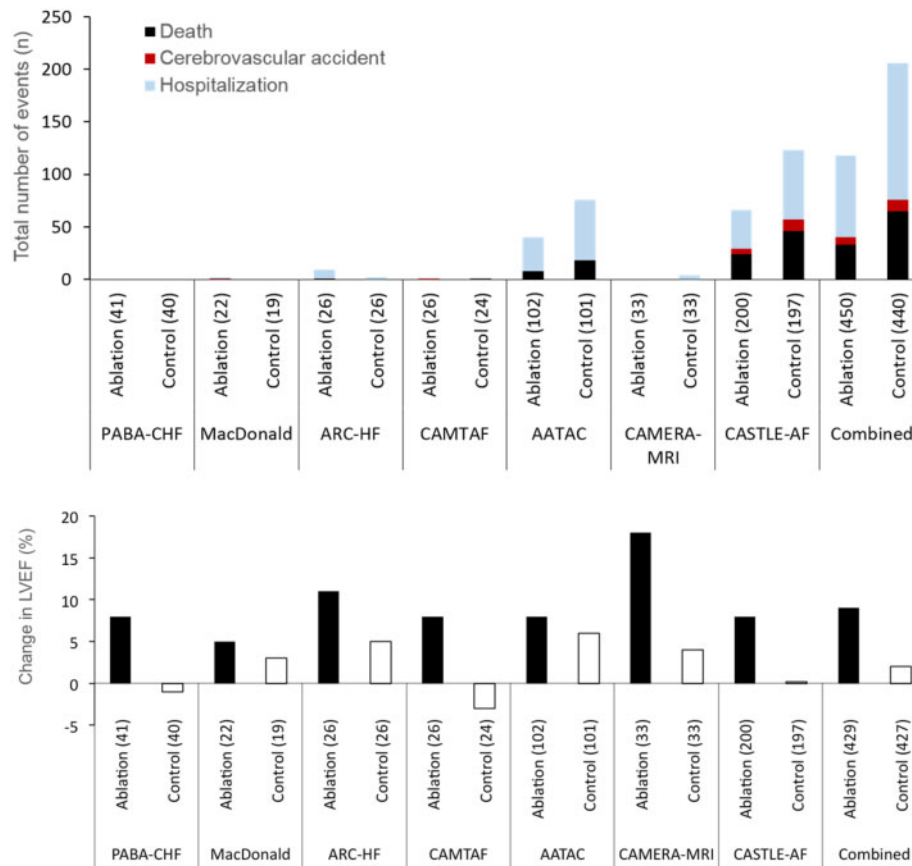 250
200
150
100
50
0
Total number of events (n)
Death
Cerebrovascular accident
Hospitalization
Ablation (41)
Control (40)
Ablation (22)
Control (19)
Ablation (26)
Control (26)
Ablation (26)
Control (24)
Ablation (102)
Control (101)
Ablation (33)
Control (33)
Ablation (200)
Control (197)
Ablation (450)
Control (440)
PABA-CHF
MacDonald
ARC-HF
CAMTAF
AATAC
CAMERA-
MRI
CASTLE-AF
Combined
20
15
10
5
0
-5
Change in LVEF (%)
Ablation (41)
Control (40)
Ablation (22)
Control (19)
Ablation (26)
Control (26)
Ablation (26)
Control (24)
Ablation (102)
Control (101)
Ablation (33)
Control (33)
Ablation (200)
Control (197)
Ablation (429)
Control (427)
PABA-CHF
MacDonald
ARC-HF
CAMTAF
AATAC
CAMERA-MRI
CASTLE-AF
Combined